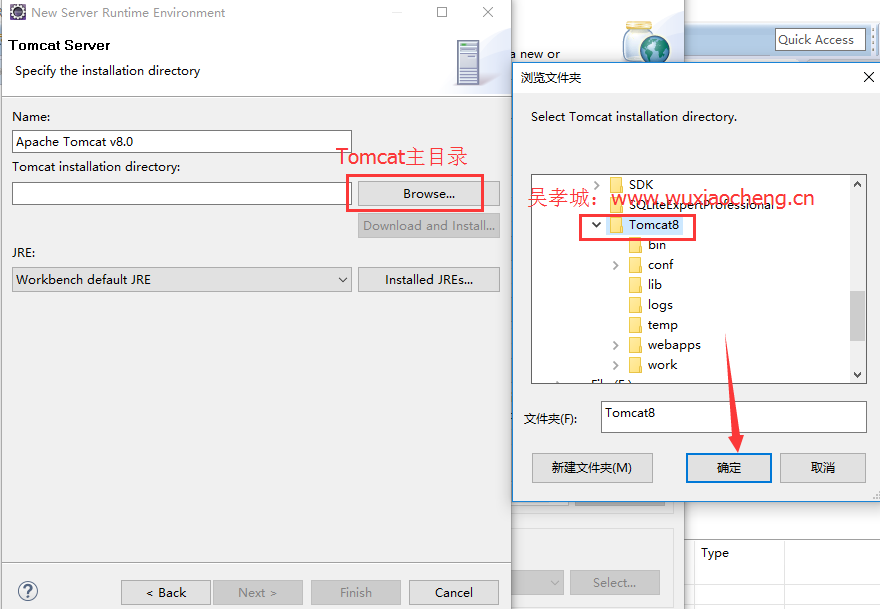 New Server Runtime Environment
Tomcat Server
Specify the installation directory
Name:
Apache Tomcat v8.0
Tomcat主目录
Tomcat installation directory:
Browse...
Download and Install...
JRE:
Workbench default JRE
Installed JREs...
< Back
Next >
Finish
Cancel
a new or
Quick Access
浏览文件夹
Select Tomcat installation directory.
SDK
吴孝城：www.wuxiaocheng.cn
SQLiteExpertProfessional
Tomcat8
bin
conf
lib
logs
temp
webapps
work
文件夹(F):
Tomcat8
新建文件夹(M)
确定
取消
Select...
Type